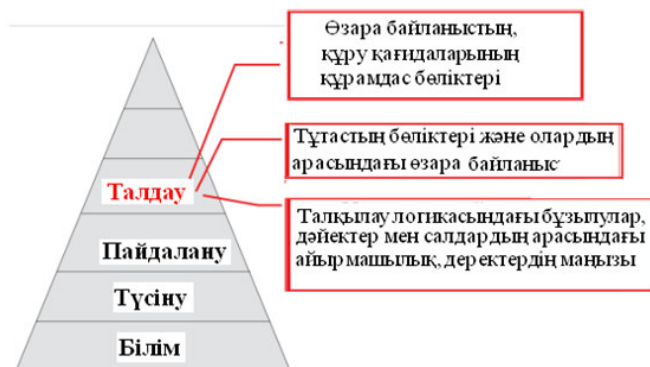 Өзара байланыстың,
құру қағидаларының
құрамдас бөліктері
Тұтастың бөліктері және олардың
арасындағы өзара байланыс
Талқылау логикасындағы бұзылулар,
дәйектер мен салдардың арасындағы
айырмашылық, деректердің маңызы
Талдау
Пайдалану
Түсіну
Білім